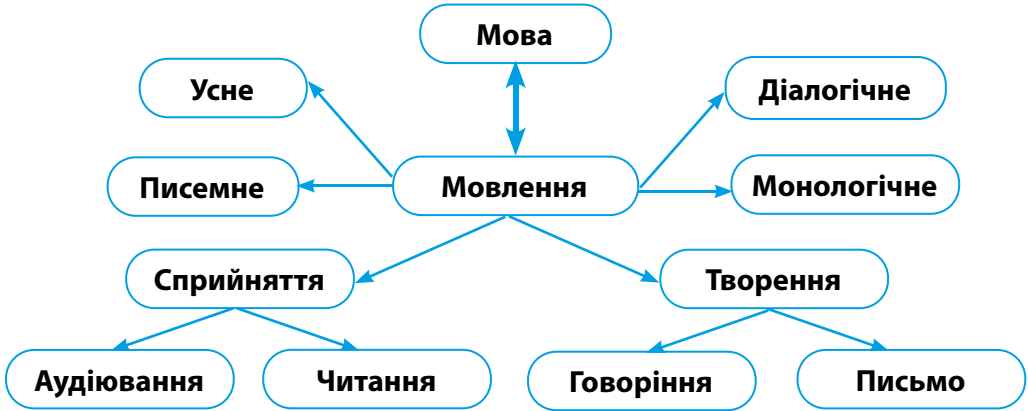 Мова
Усне
Діалогічне
Писемне
Мовлення
Монологічне
Сприйняття
Творення
Аудіювання
Читання
Говоріння
Письмо